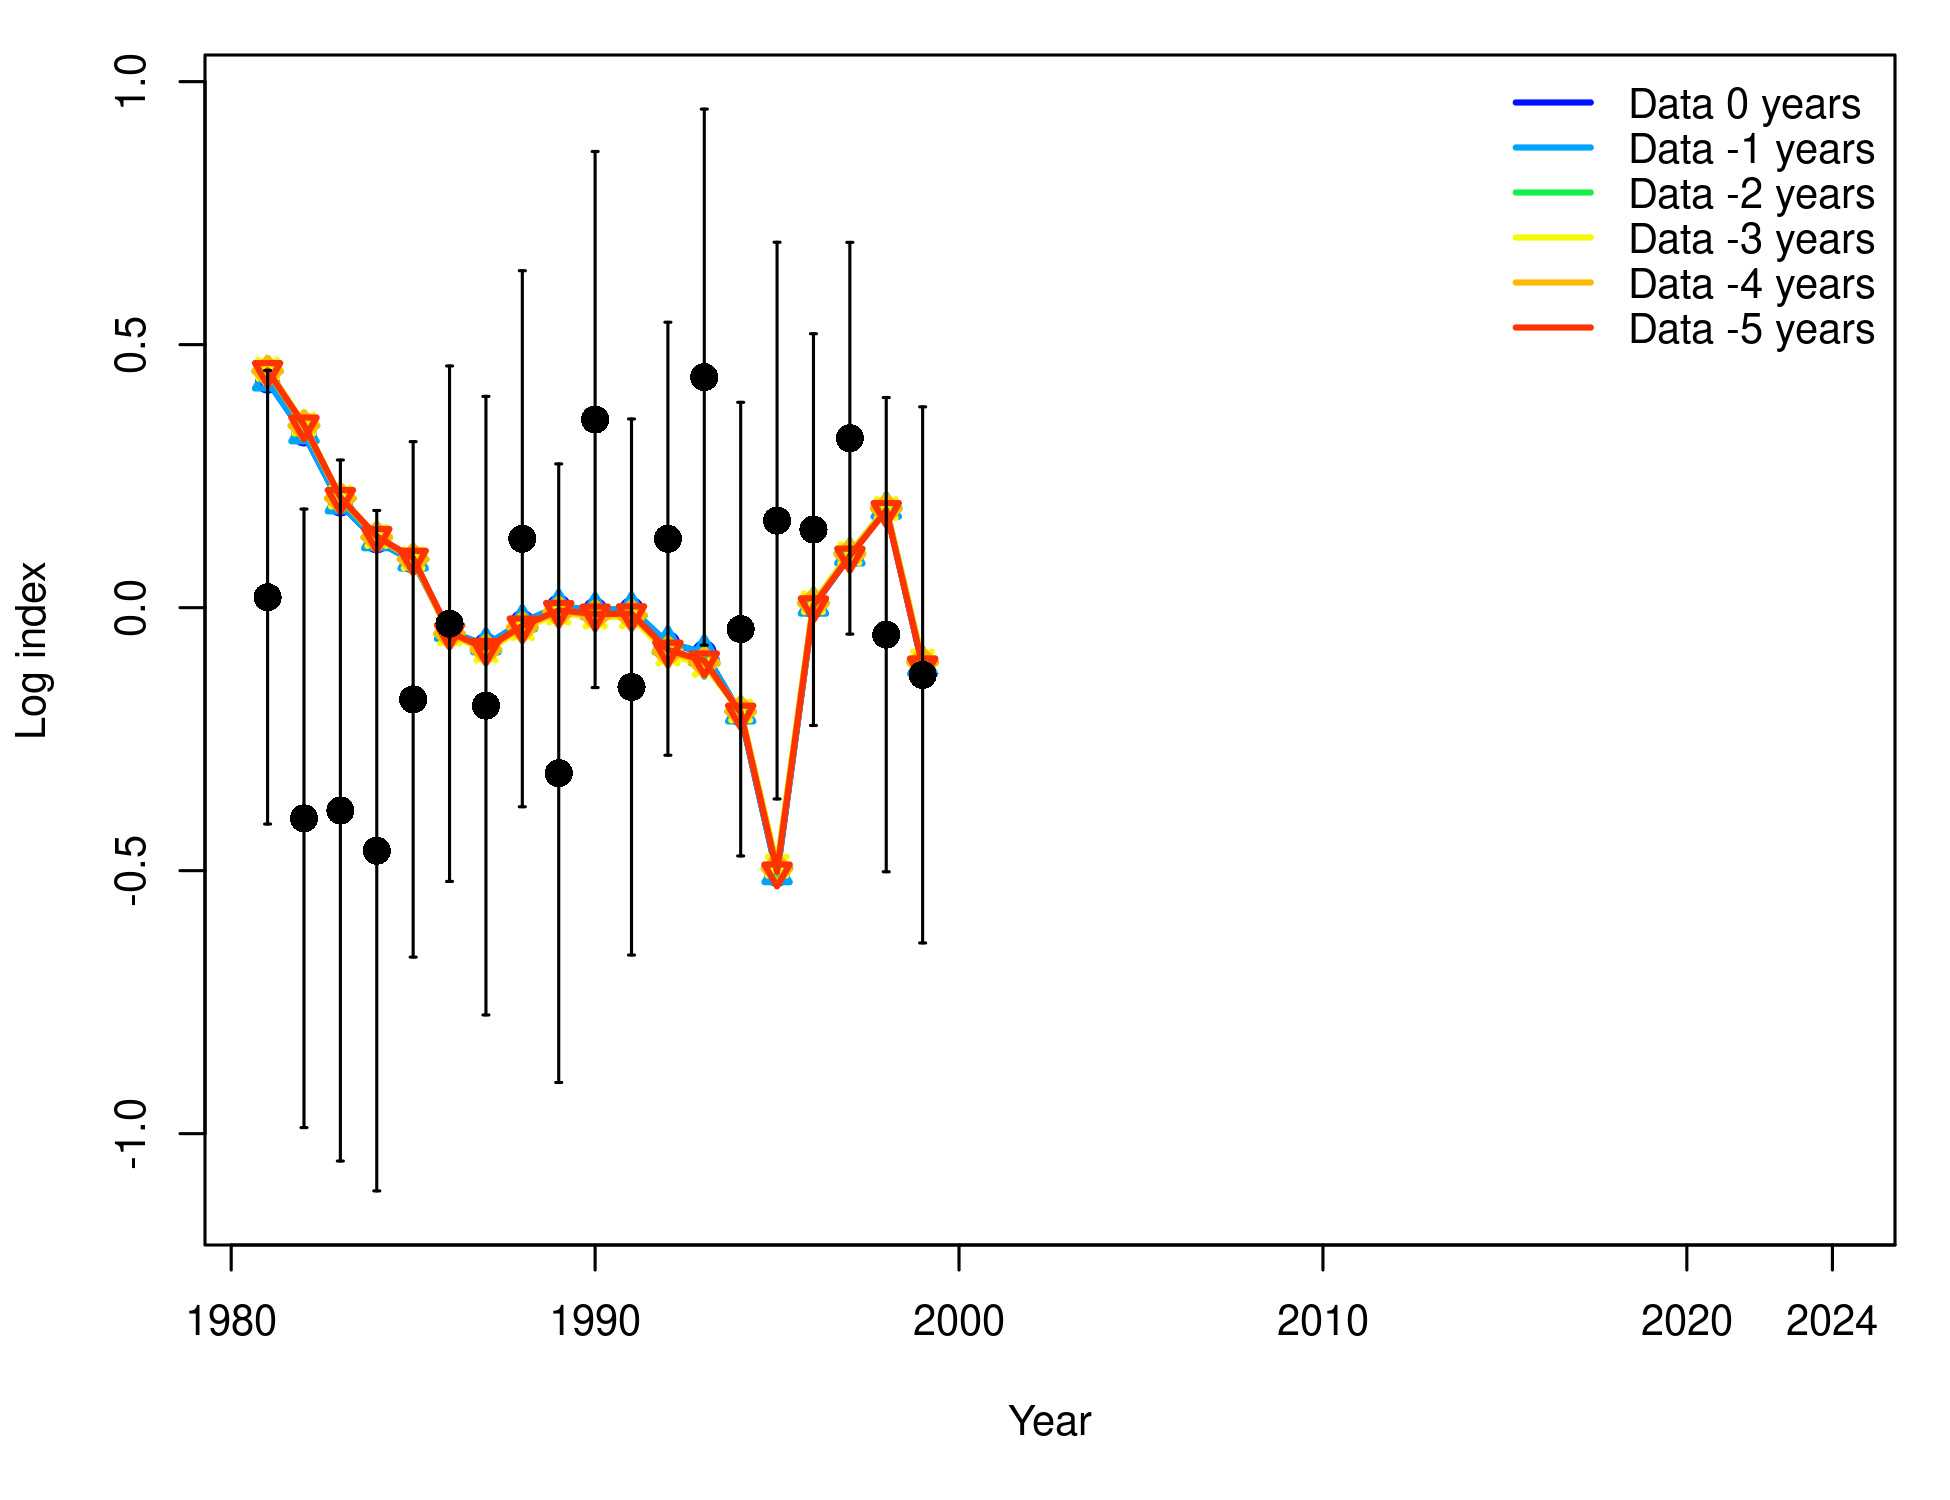 1.0
0.5
0.0
-0.5
-1.0
Log index
Data 0 years
Data -1 years
Data -2 years
Data -3 years
Data -4 years
Data -5 years
1980 1990 2000 2010 2020 2024
Year